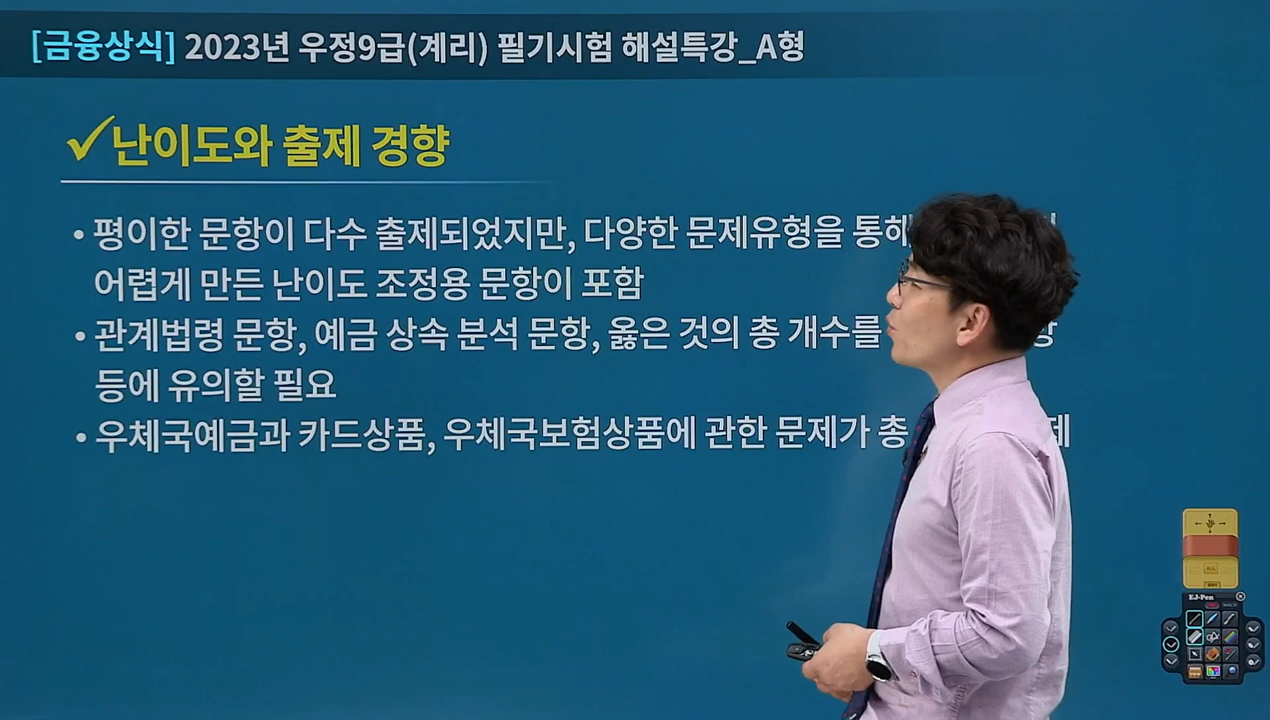 [금융상식] 2023년 우정9급(계리) 필기시험 해설특강_A형
✓난이도와 출제 경향
• 평이한 문항이 다수 출제되었지만, 다양한 문제유형을 통해
어렵게 만든 난이도 조정용 문항이 포함
• 관계법령 문항, 예금 상속 분석 문항, 옳은 것의 총 개수를
등에 유의할 필요
• 우체국예금과 카드상품, 우체국보험상품에 관한 문제가 총
ALL
EJ-Pen